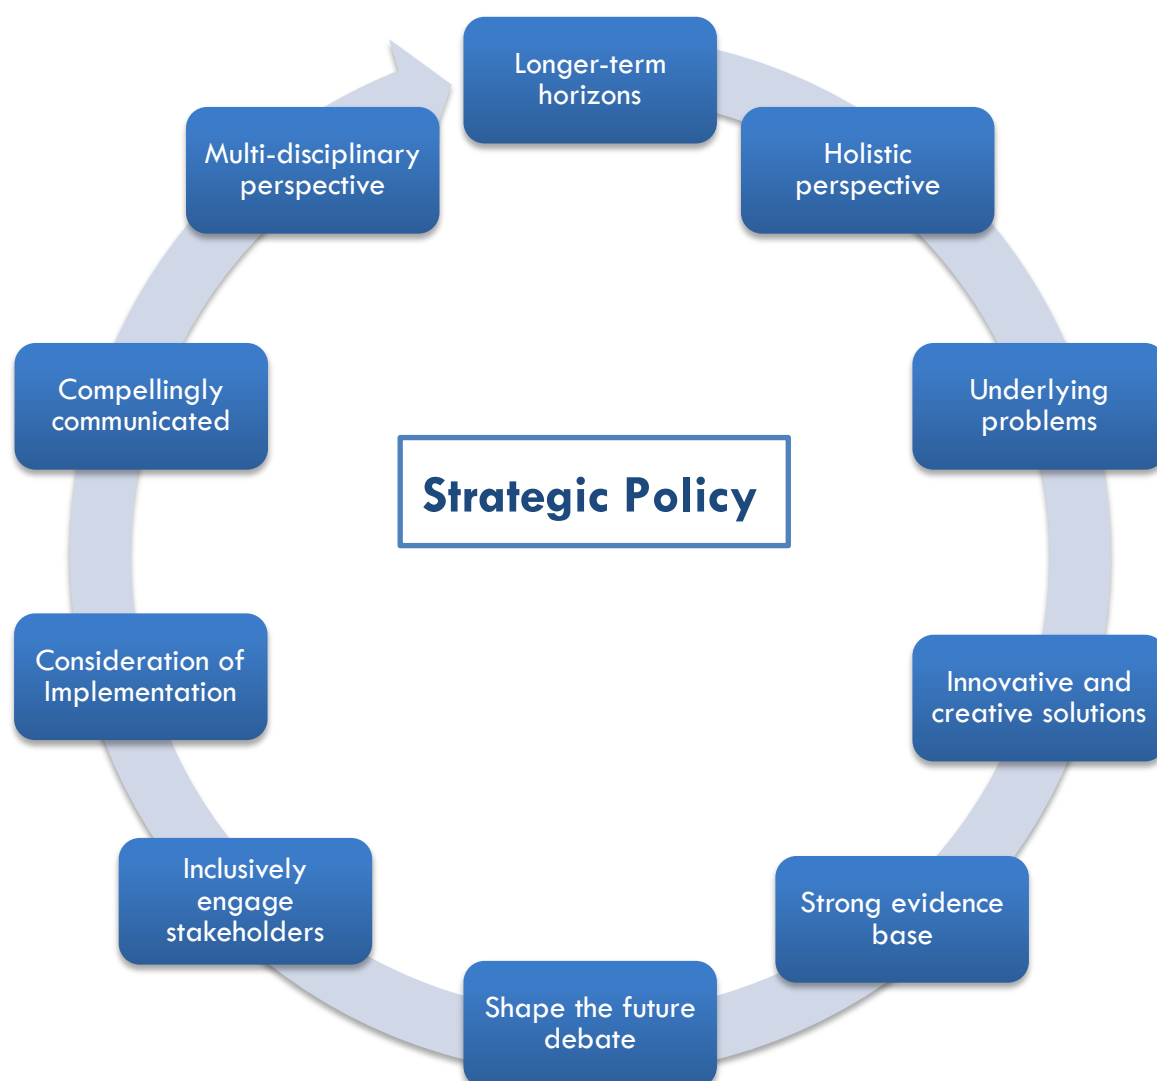 Longer-term
horizons
Holistic
perspective
Underlying
problems
Innovative and
creative solutions
Strong evidence
base
Shape the future
debate
Inclusively
engage
stakeholders
Consideration of
Implementation
Compellingly
communicated
Multi-disciplinary
perspective
Strategic Policy